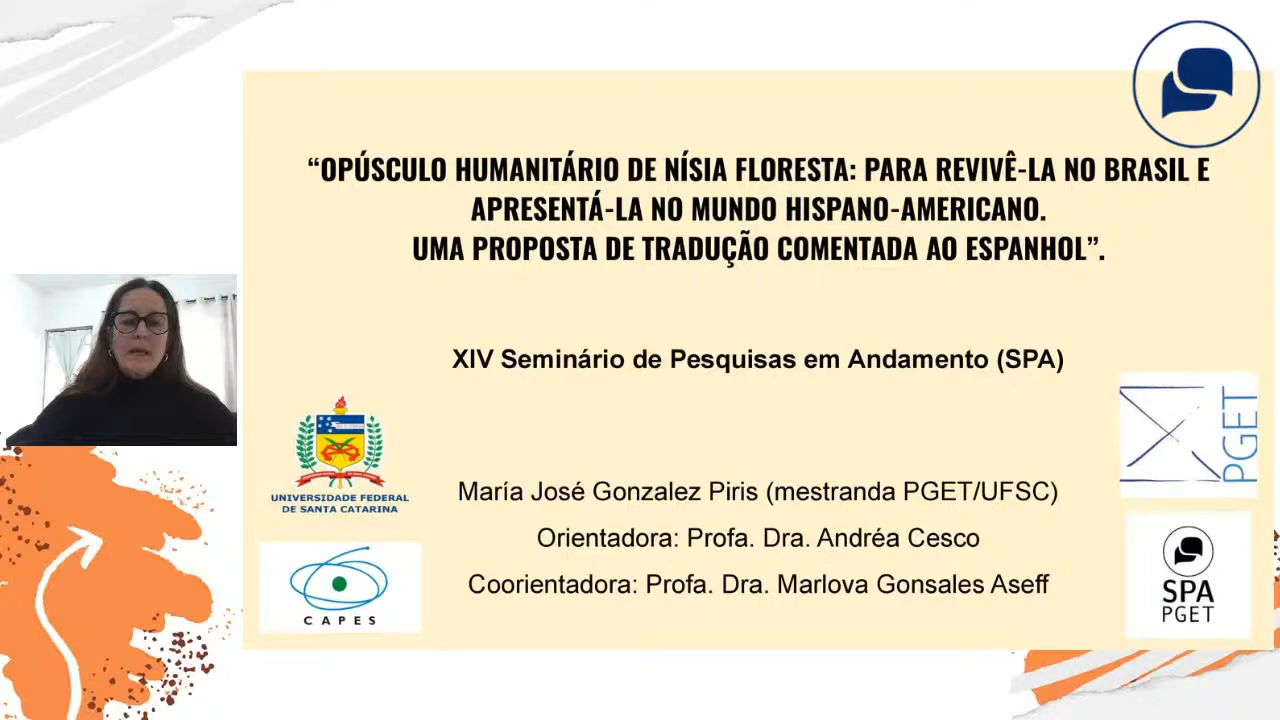 “OPÚSCULO HUMANITÁRIO DE NÍSIA FLORESTA: PARA REVIVÊ-LA NO BRASIL E
APRESENTÁ-LA NO MUNDO HISPANO-AMERICANO.
UMA PROPOSTA DE TRADUÇÃO COMENTADA AO ESPANHOL”.
XIV Seminário de Pesquisas em Andamento (SPA)
UNIVERSIDADE FEDERAL
DE SANTA CATARINA
María José Gonzalez Piris (mestranda PGET/UFSC)
Orientadora: Profa. Dra. Andréa Cesco
Coorientadora: Profa. Dra. Marlova Gonsales Aseff
CAPES
PGET
SPA
PGET